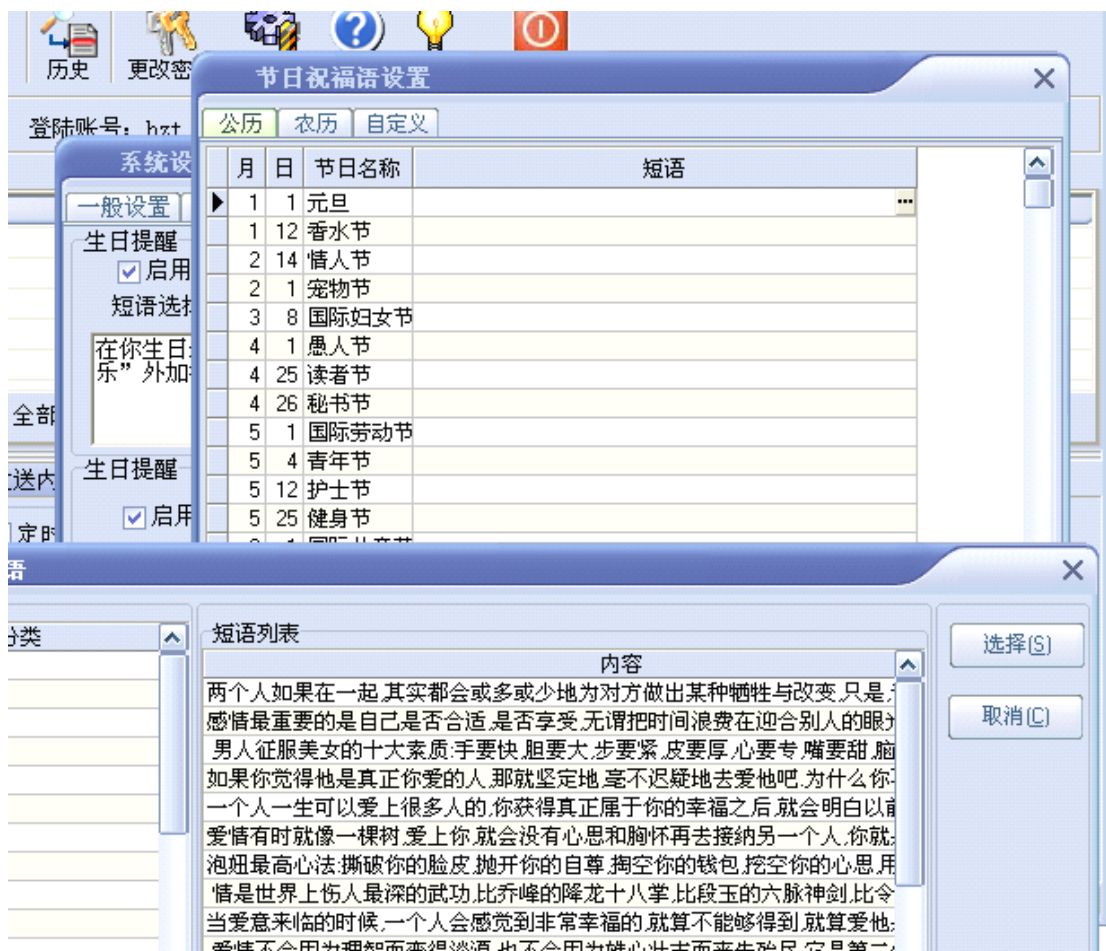 历史
更改密
登陆账号: hzt
节日祝福语设置
公历 农历 自定义
月 日 节日名称 短语
1 1 元旦 ...
1 12 香水节
2 14 情人节
2 1 宠物节
3 8 国际妇女节
4 1 愚人节
4 25 读者节
4 26 秘书节
5 1 国际劳动节
5 4 青年节
5 12 护士节
5 25 健身节
系统设
一般设置
生日提醒
启用
短语选择
在你生日
乐”外加
生日提醒
启用
全部
送内
定时
语
分类
短语列表
内容
两个人如果在一起,其实都会或多或少地为对方做出某种牺牲与改变,只是
感情最重要的是自己是否合适,是否享受,无谓把时间浪费在迎合别人的眼光
男人征服美女的十大素质:手要快,胆要大,步要紧,皮要厚,心要专,嘴要甜,脑
如果你觉得他是真正你爱的人,那就坚定地,毫不迟疑地去爱他吧,为什么你
一个人一生可以爱上很多人的,你获得真正属于你的幸福之后,就会明白以前
爱情有时就像一棵树,爱上你,就会没有心思和胸怀再去接纳另一个人,你就
泡妞最高心法:撕破你的脸皮,抛开你的自尊,掏空你的钱包,挖空你的心思,用
情是世界上伤人最深的武功,比乔峰的降龙十八掌,比段玉的六脉神剑,比令
当爱意来临的时候,一个人会感觉到非常幸福的,就算不能够得到,就算爱他
选择(S)
取消(C)